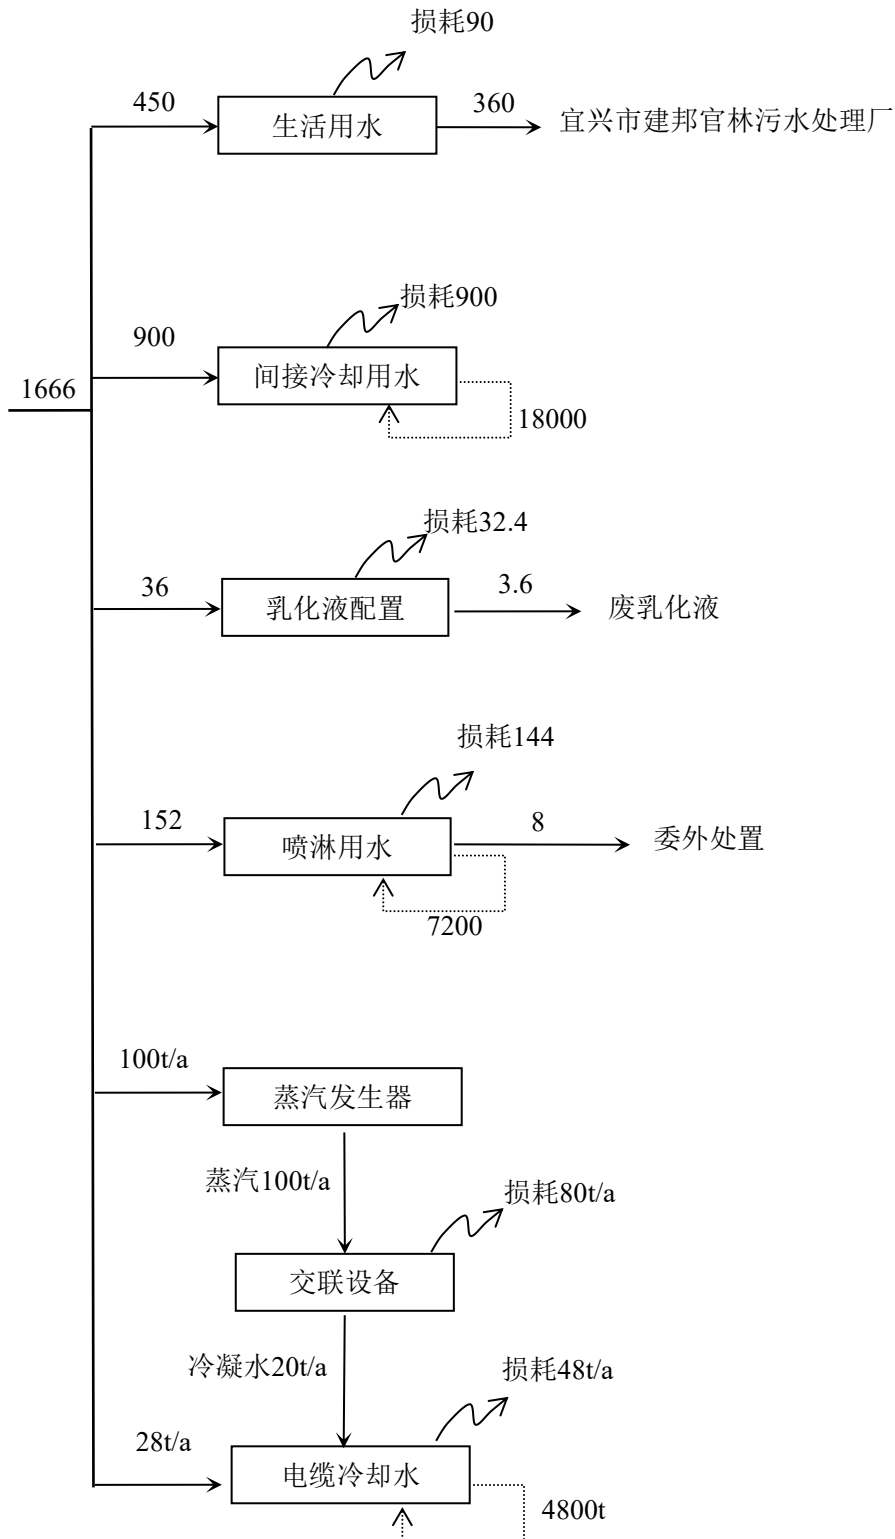 损耗90
450
生活用水
360
宜兴市建邦官林污水处理厂
损耗900
900
间接冷却用水
1666
18000
损耗32.4
36
乳化液配置
3.6
废乳化液
损耗144
152
喷淋用水
8
委外处置
7200
100t/a
蒸汽发生器
蒸汽100t/a
损耗80t/a
交联设备
冷凝水20t/a
损耗48t/a
28t/a
电缆冷却水
4800t